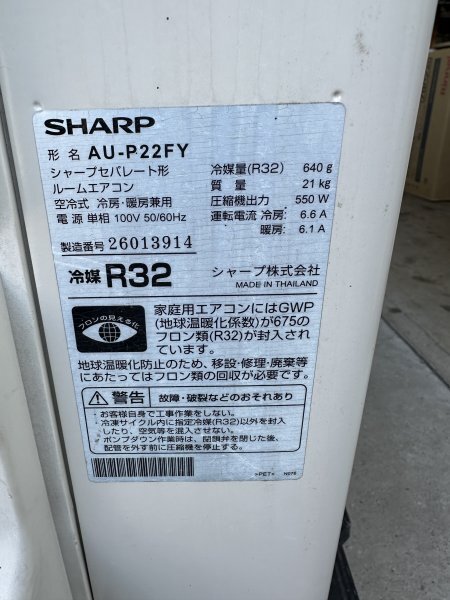 SHARP
形 名 AU-P22FY
シャープセパレート形
ルームエアコン
空冷式 冷房・暖房兼用
電 源 単相 100V 50/60Hz
製造番号 26013914
冷媒量(R32) 640 g
質 量 21 kg
圧縮機出力 550 W
運転電流 冷房: 6.6 A
暖房: 6.1 A
冷媒 R32
シャープ株式会社
MADE IN THAILAND
フロンの見える化
家庭用エアコンにはGWP
(地球温暖化係数)が675の
フロン類(R32)が封入され
ています。
地球温暖化防止のため、移設・修理・廃棄等
にあたってはフロン類の回収が必要です。
警告 故障・破裂などのおそれあり
・お客様自身で工事作業をしない。
・冷凍サイクル内に指定冷媒(R32)以外を封入
したり、空気等を混入させない。
・ポンプダウン作業時は、閉鎖弁を閉じた後、
配管を外す前に圧縮機を停止する。
>PET<